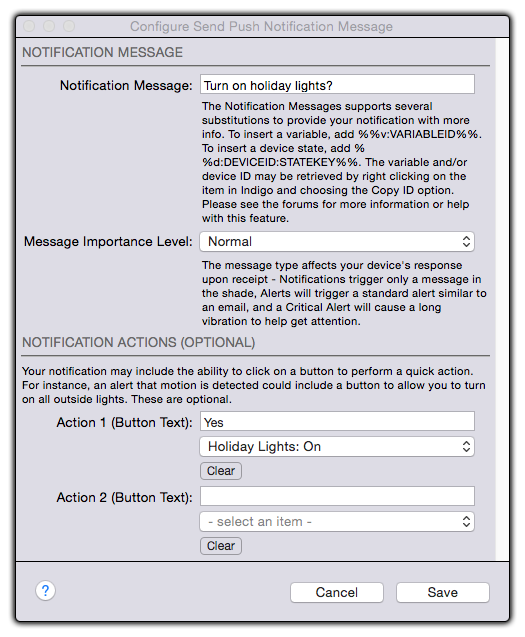 Configure Send Push Notification Message
NOTIFICATION MESSAGE
Notification Message: Turn on holiday lights?
The Notification Messages supports several
substitutions to provide your notification with more
info. To insert a variable, add %%v:VARIABLEID%%.
To insert a device state, add %
%d:DEVICEID:STATEKEY%%. The variable and/or
device ID may be retrieved by right clicking on the
item in Indigo and choosing the Copy ID option.
Please see the forums for more information or help
with this feature.
Message Importance Level: Normal
The message type affects your device's response
upon receipt - Notifications trigger only a message in
the shade, Alerts will trigger a standard alert similar to
an email, and a Critical Alert will cause a long
vibration to help get attention.
NOTIFICATION ACTIONS (OPTIONAL)
Your notification may include the ability to click on a button to perform a quick action.
For instance, an alert that motion is detected could include a button to allow you to turn
on all outside lights. These are optional.
Action 1 (Button Text): Yes
Holiday Lights: On
Clear
Action 2 (Button Text):
- select an item -
Clear
? Cancel Save